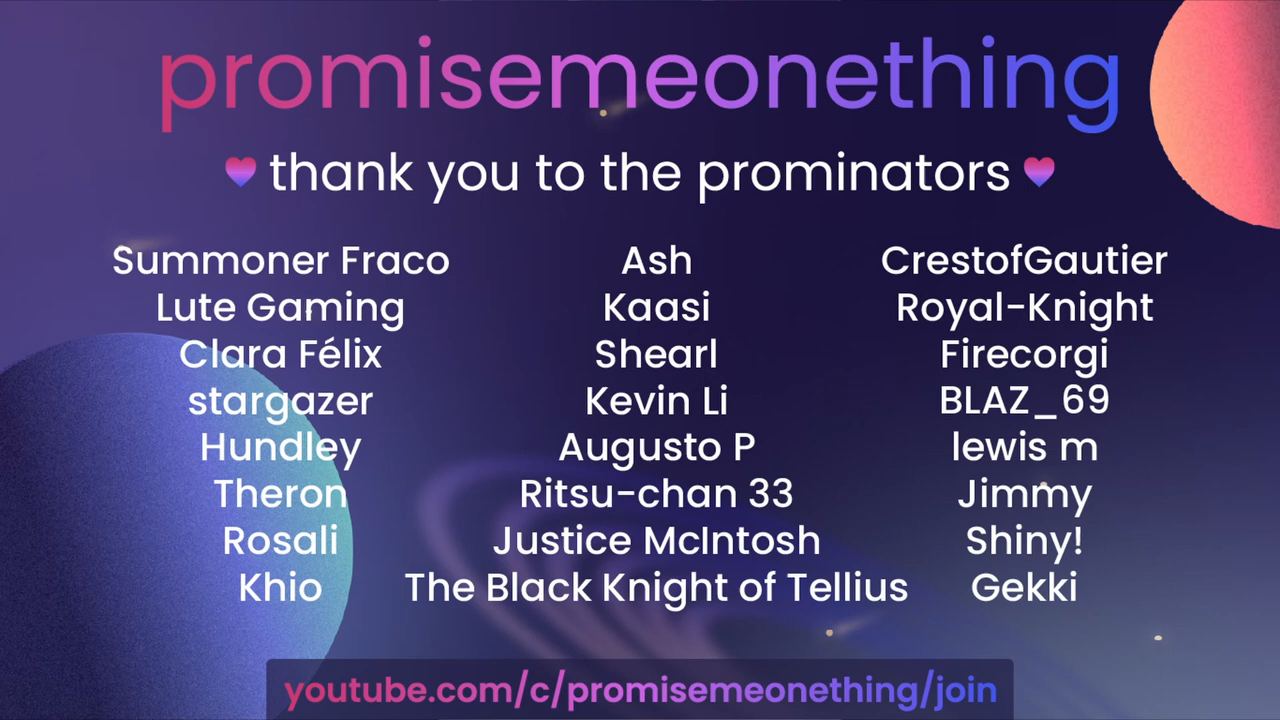 promisemeonething
thank you to the prominators
Summoner Fraco
Lute Gaming
Clara Félix
stargazer
Hundley
Theron
Rosali
Khio
Ash
Kaasi
Shearl
Kevin Li
Augusto P
Ritsu-chan 33
Justice McIntosh
The Black Knight of Tellius
CrestofGautier
Royal-Knight
Firecorgi
BLAZ_69
lewis m
Jimmy
Shiny!
Gekki
youtube.com/c/promisemeonething/join